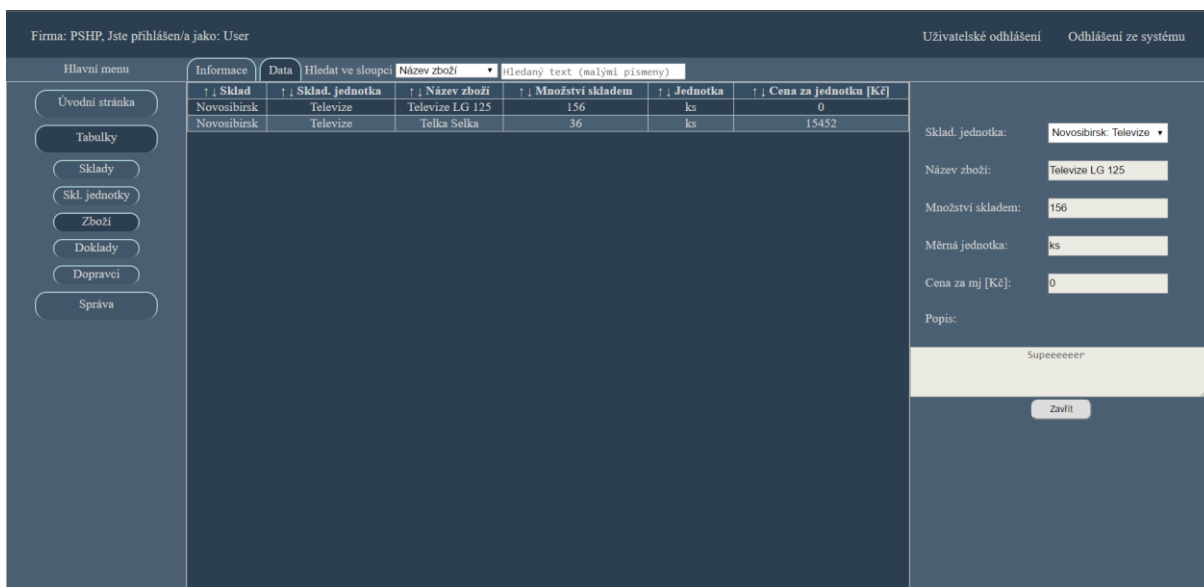 Firma: PSHP, Jste přihlášen/a jako: User
Uživatelské odhlášení Odhlášení ze systému
Hlavní menu
Informace Data Hledat ve sloupci Název zboží Hledaný text (malými písmeny)
Úvodní stránka
Tabulky
Sklady
Skl. jednotky
Zboží
Doklady
Dopravci
Správa
↑↓ Sklad ↑↓ Sklad. jednotka ↑↓ Název zboží ↑↓ Množství skladem ↑↓ Jednotka ↑↓ Cena za jednotku [Kč]
Novosibirsk Televize Televize LG 125 156 ks 0
Novosibirsk Televize Telka Selka 36 ks 15452
Sklad. jednotka: Novosibirsk: Televize
Název zboží: Televize LG 125
Množství skladem: 156
Měrná jednotka: ks
Cena za mj [Kč]: 0
Popis:
Supeeeeeer
Zavřít